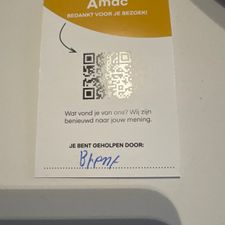 Amac
BEDANKT VOOR JE BEZOEK!
Wat vond je van ons? Wij zijn
benieuwd naar jouw mening.
JE BENT GEHOLPEN DOOR:
Brent